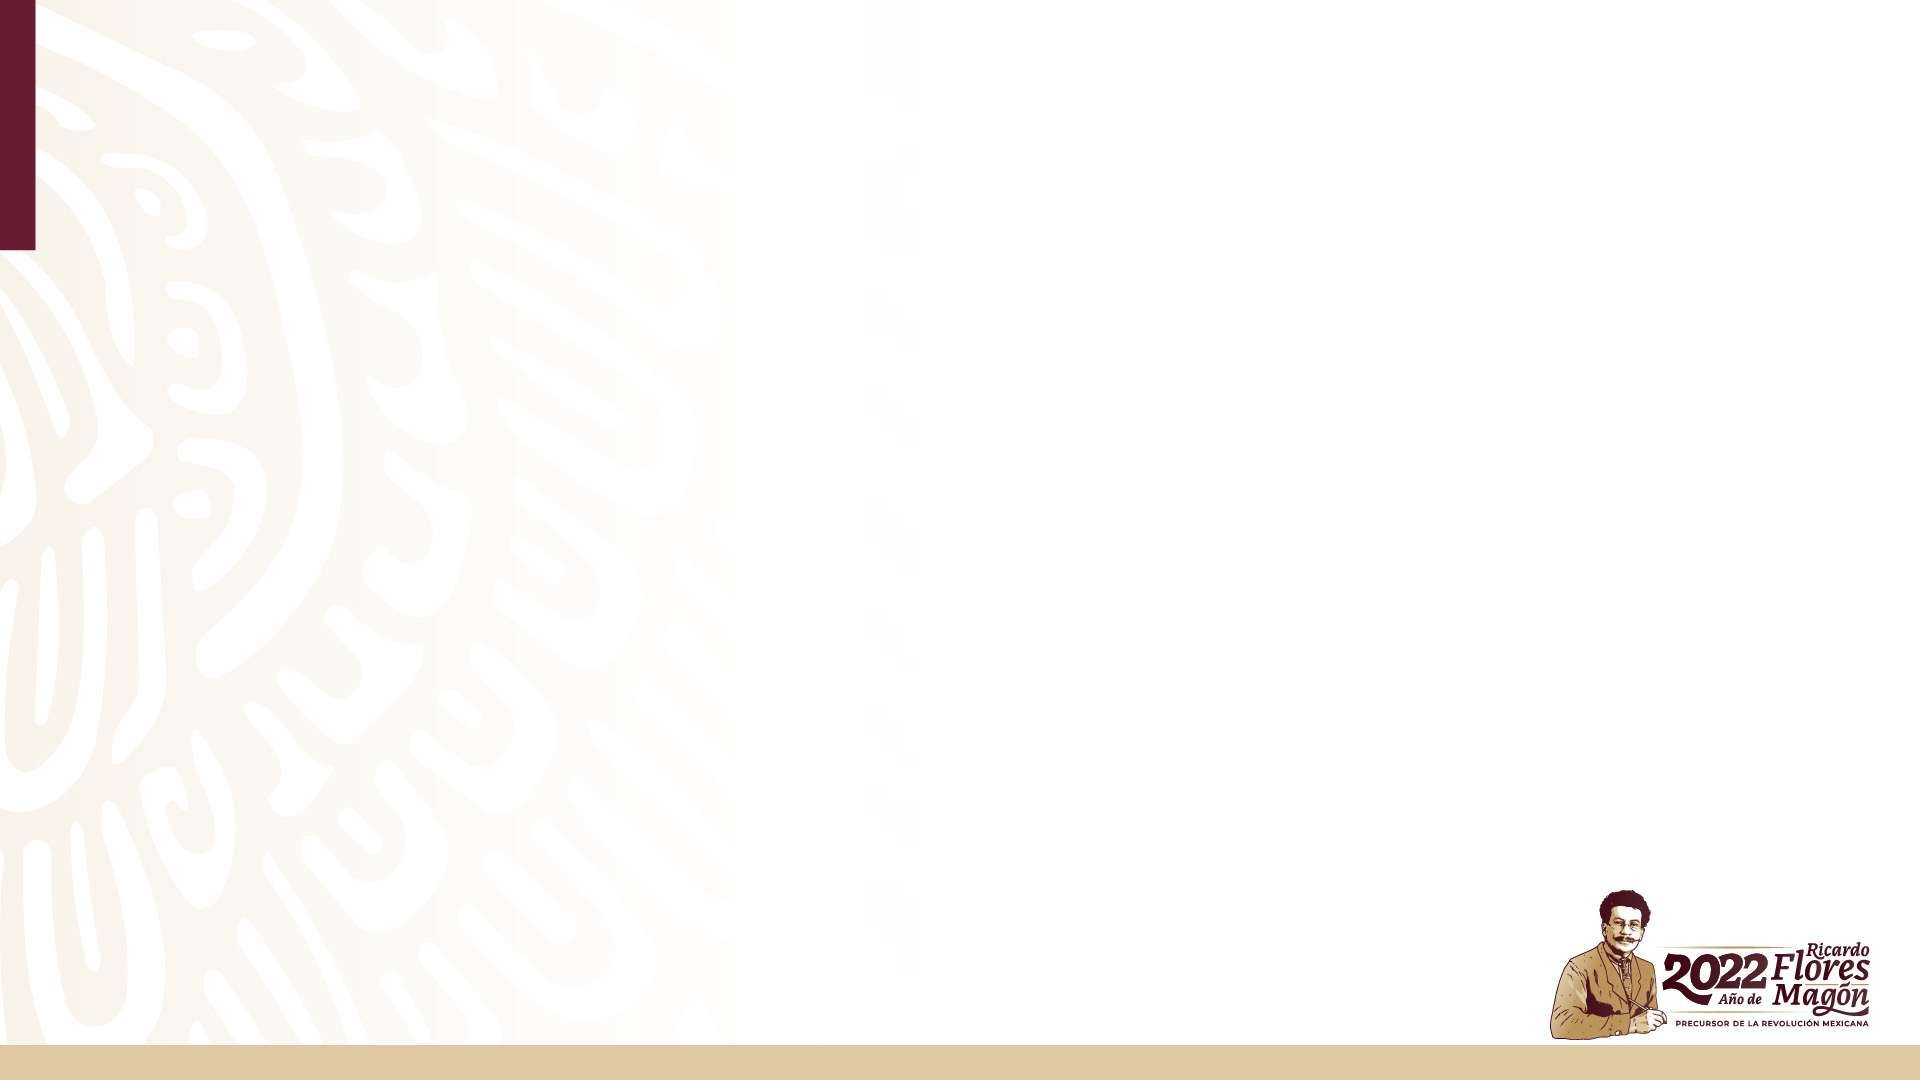 2022 Ricardo
Flores
Año de Magón
PRECURSOR DE LA REVOLUCIÓN MEXICANA